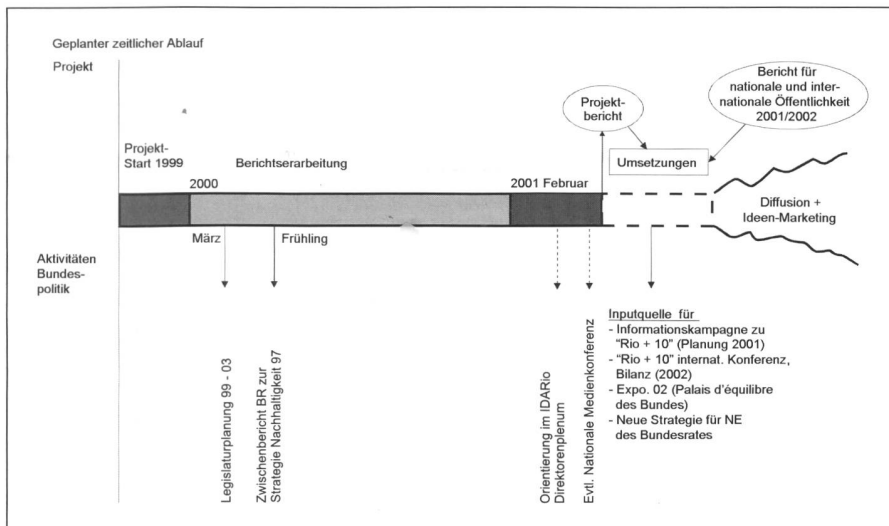 Geplanter zeitlicher Ablauf
Projekt
Bericht für
nationale und inter-
nationale Öffentlichkeit
2001/2002
Projekt-
bericht
Umsetzungen
Projekt-
Start 1999
Berichtserarbeitung
2000
2001 Februar
Diffusion +
Ideen-Marketing
März
Frühling
Aktivitäten
Bundes-
politik
Legislaturplanung 99 - 03
Zwischenbericht BR zur
Strategie Nachhaltigkeit 97
Orientierung im IDARio
Direktorenplenum
Evtl. Nationale Medienkonferenz
Inputquelle für
- Informationskampagne zu
"Rio + 10" (Planung 2001)
- "Rio + 10" internat. Konferenz,
Bilanz (2002)
- Expo. 02 (Palais d'équilibre
des Bundes)
- Neue Strategie für NE
des Bundesrates